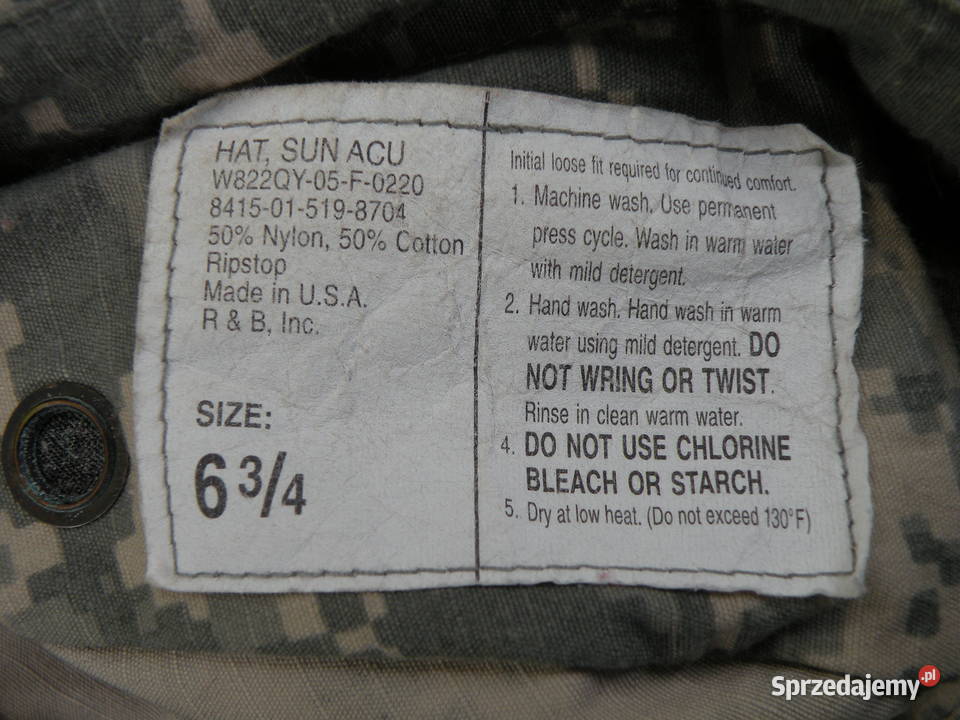 HAT, SUN ACU
W822QY-05-F-0220
8415-01-519-8704
50% Nylon, 50% Cotton
Ripstop
Made in U.S.A.
R & B, Inc.
SIZE:
6 3/4
Initial loose fit required for continued comfort.
1. Machine wash. Use permanent
press cycle. Wash in warm water
with mild detergent.
2. Hand wash. Hand wash in warm
water using mild detergent. DO
NOT WRING OR TWIST.
Rinse in clean warm water.
4. DO NOT USE CHLORINE
BLEACH OR STARCH.
5. Dry at low heat. (Do not exceed 130°F)
Sprzedajemy.pl